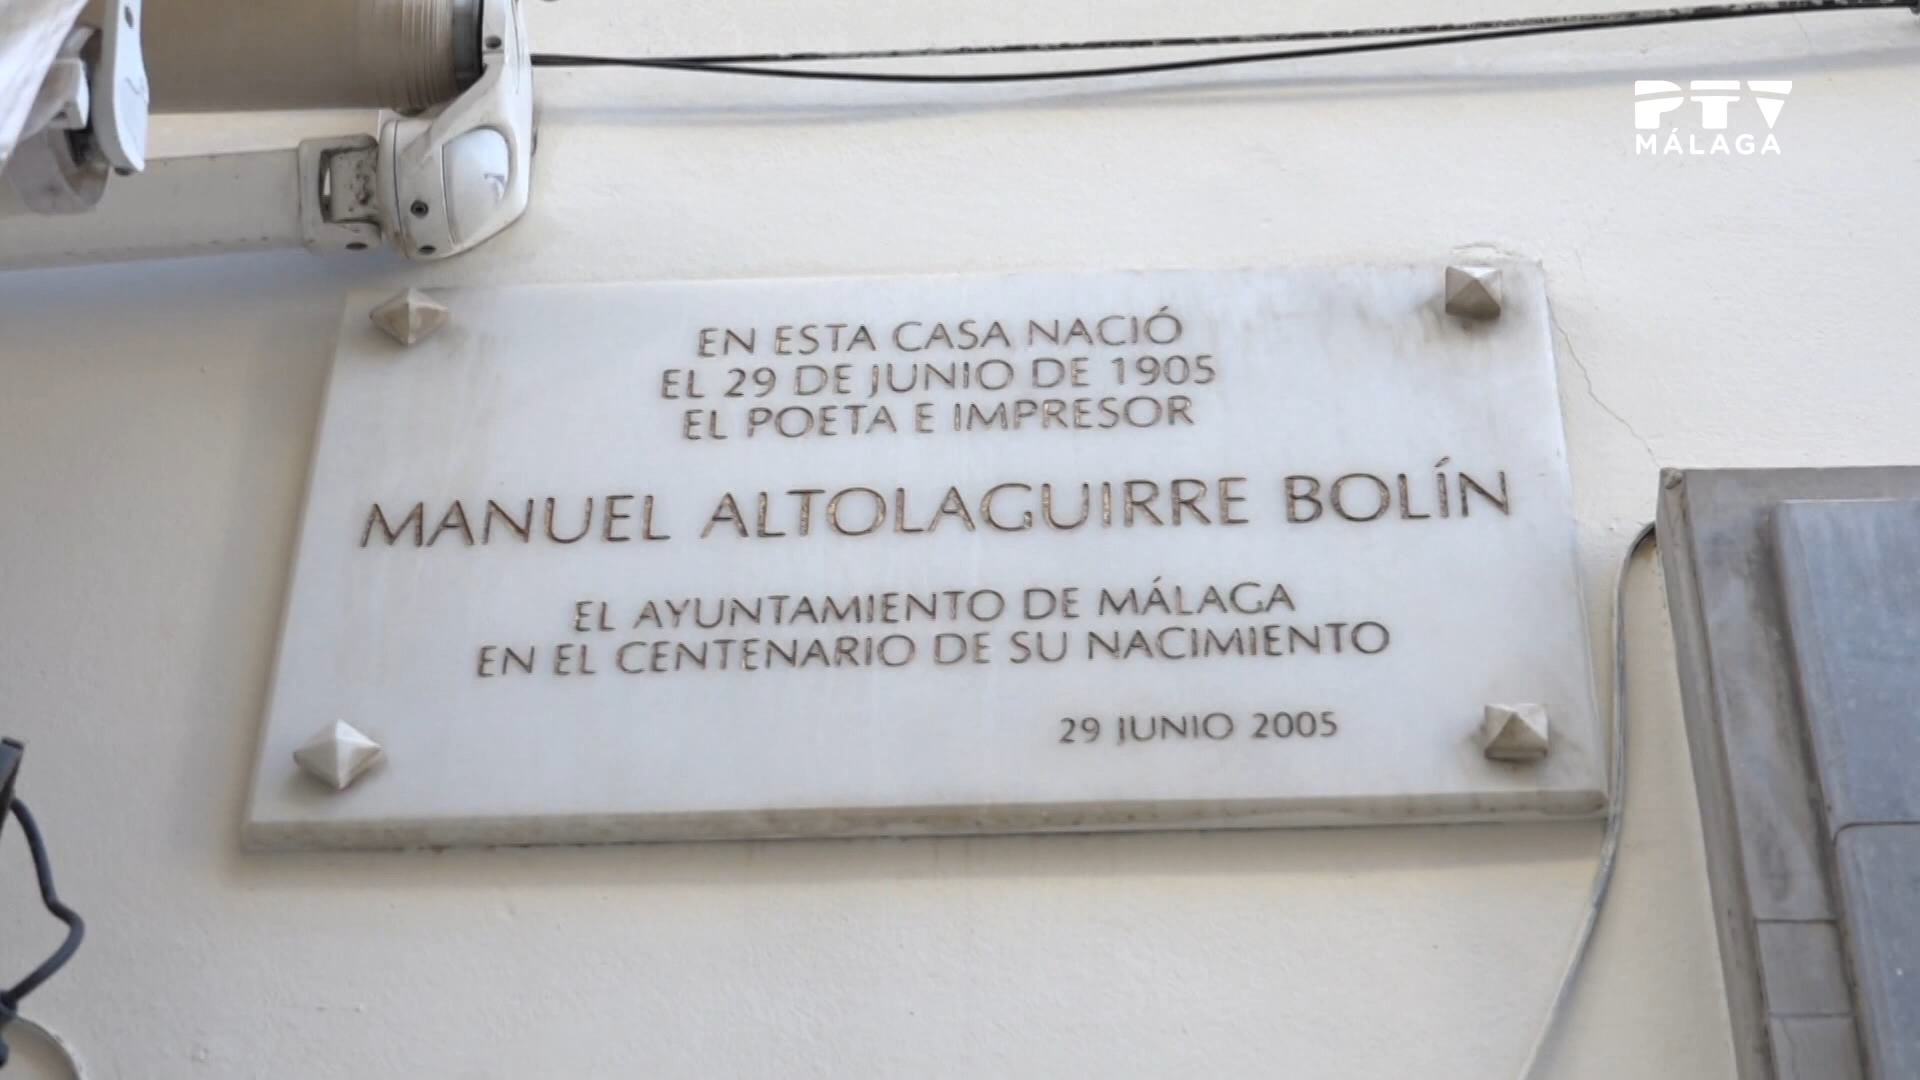 PTV
MÁLAGA
EN ESTA CASA NACIÓ
EL 29 DE JUNIO DE 1905
EL POETA E IMPRESOR
MANUEL ALTOLAGUIRRE BOLÍN
EL AYUNTAMIENTO DE MÁLAGA
EN EL CENTENARIO DE SU NACIMIENTO
29 JUNIO 2005